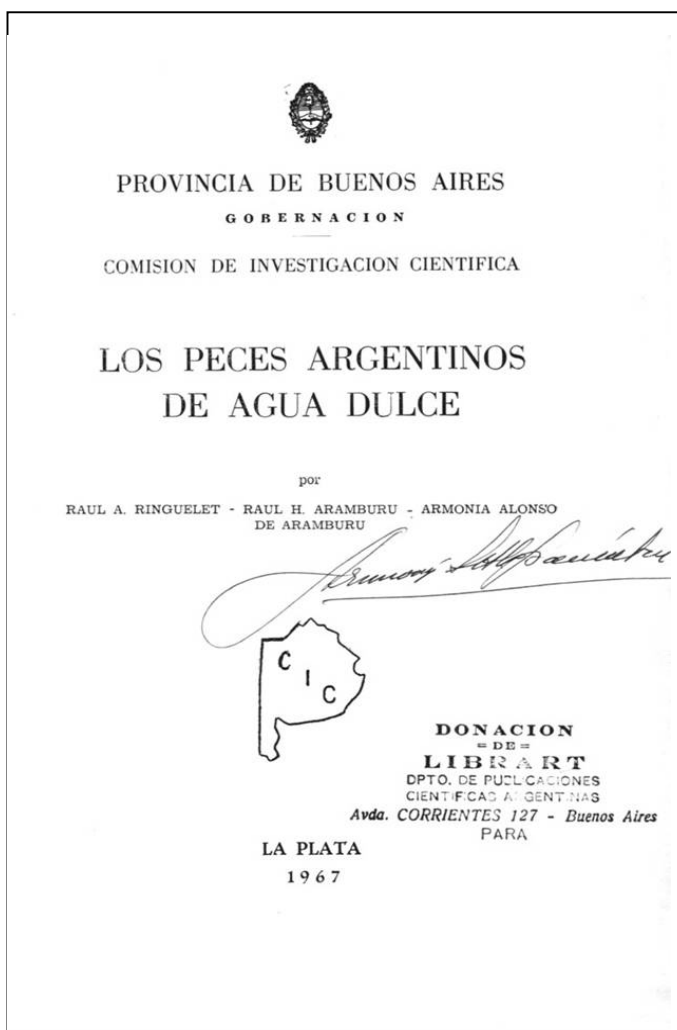 PROVINCIA DE BUENOS AIRES
GOBERNACION
COMISION DE INVESTIGACION CIENTIFICA
LOS PECES ARGENTINOS
DE AGUA DULCE
por
RAUL A. RINGUELET - RAUL H. ARAMBURU - ARMONIA ALONSO
DE ARAMBURU
C
I
C
DONACION
= DE =
LIBRART
DPTO. DE PUBLICACIONES
CIENTIFICAS ARGENTINAS
Avda. CORRIENTES 127 - Buenos Aires
PARA
LA PLATA
1967